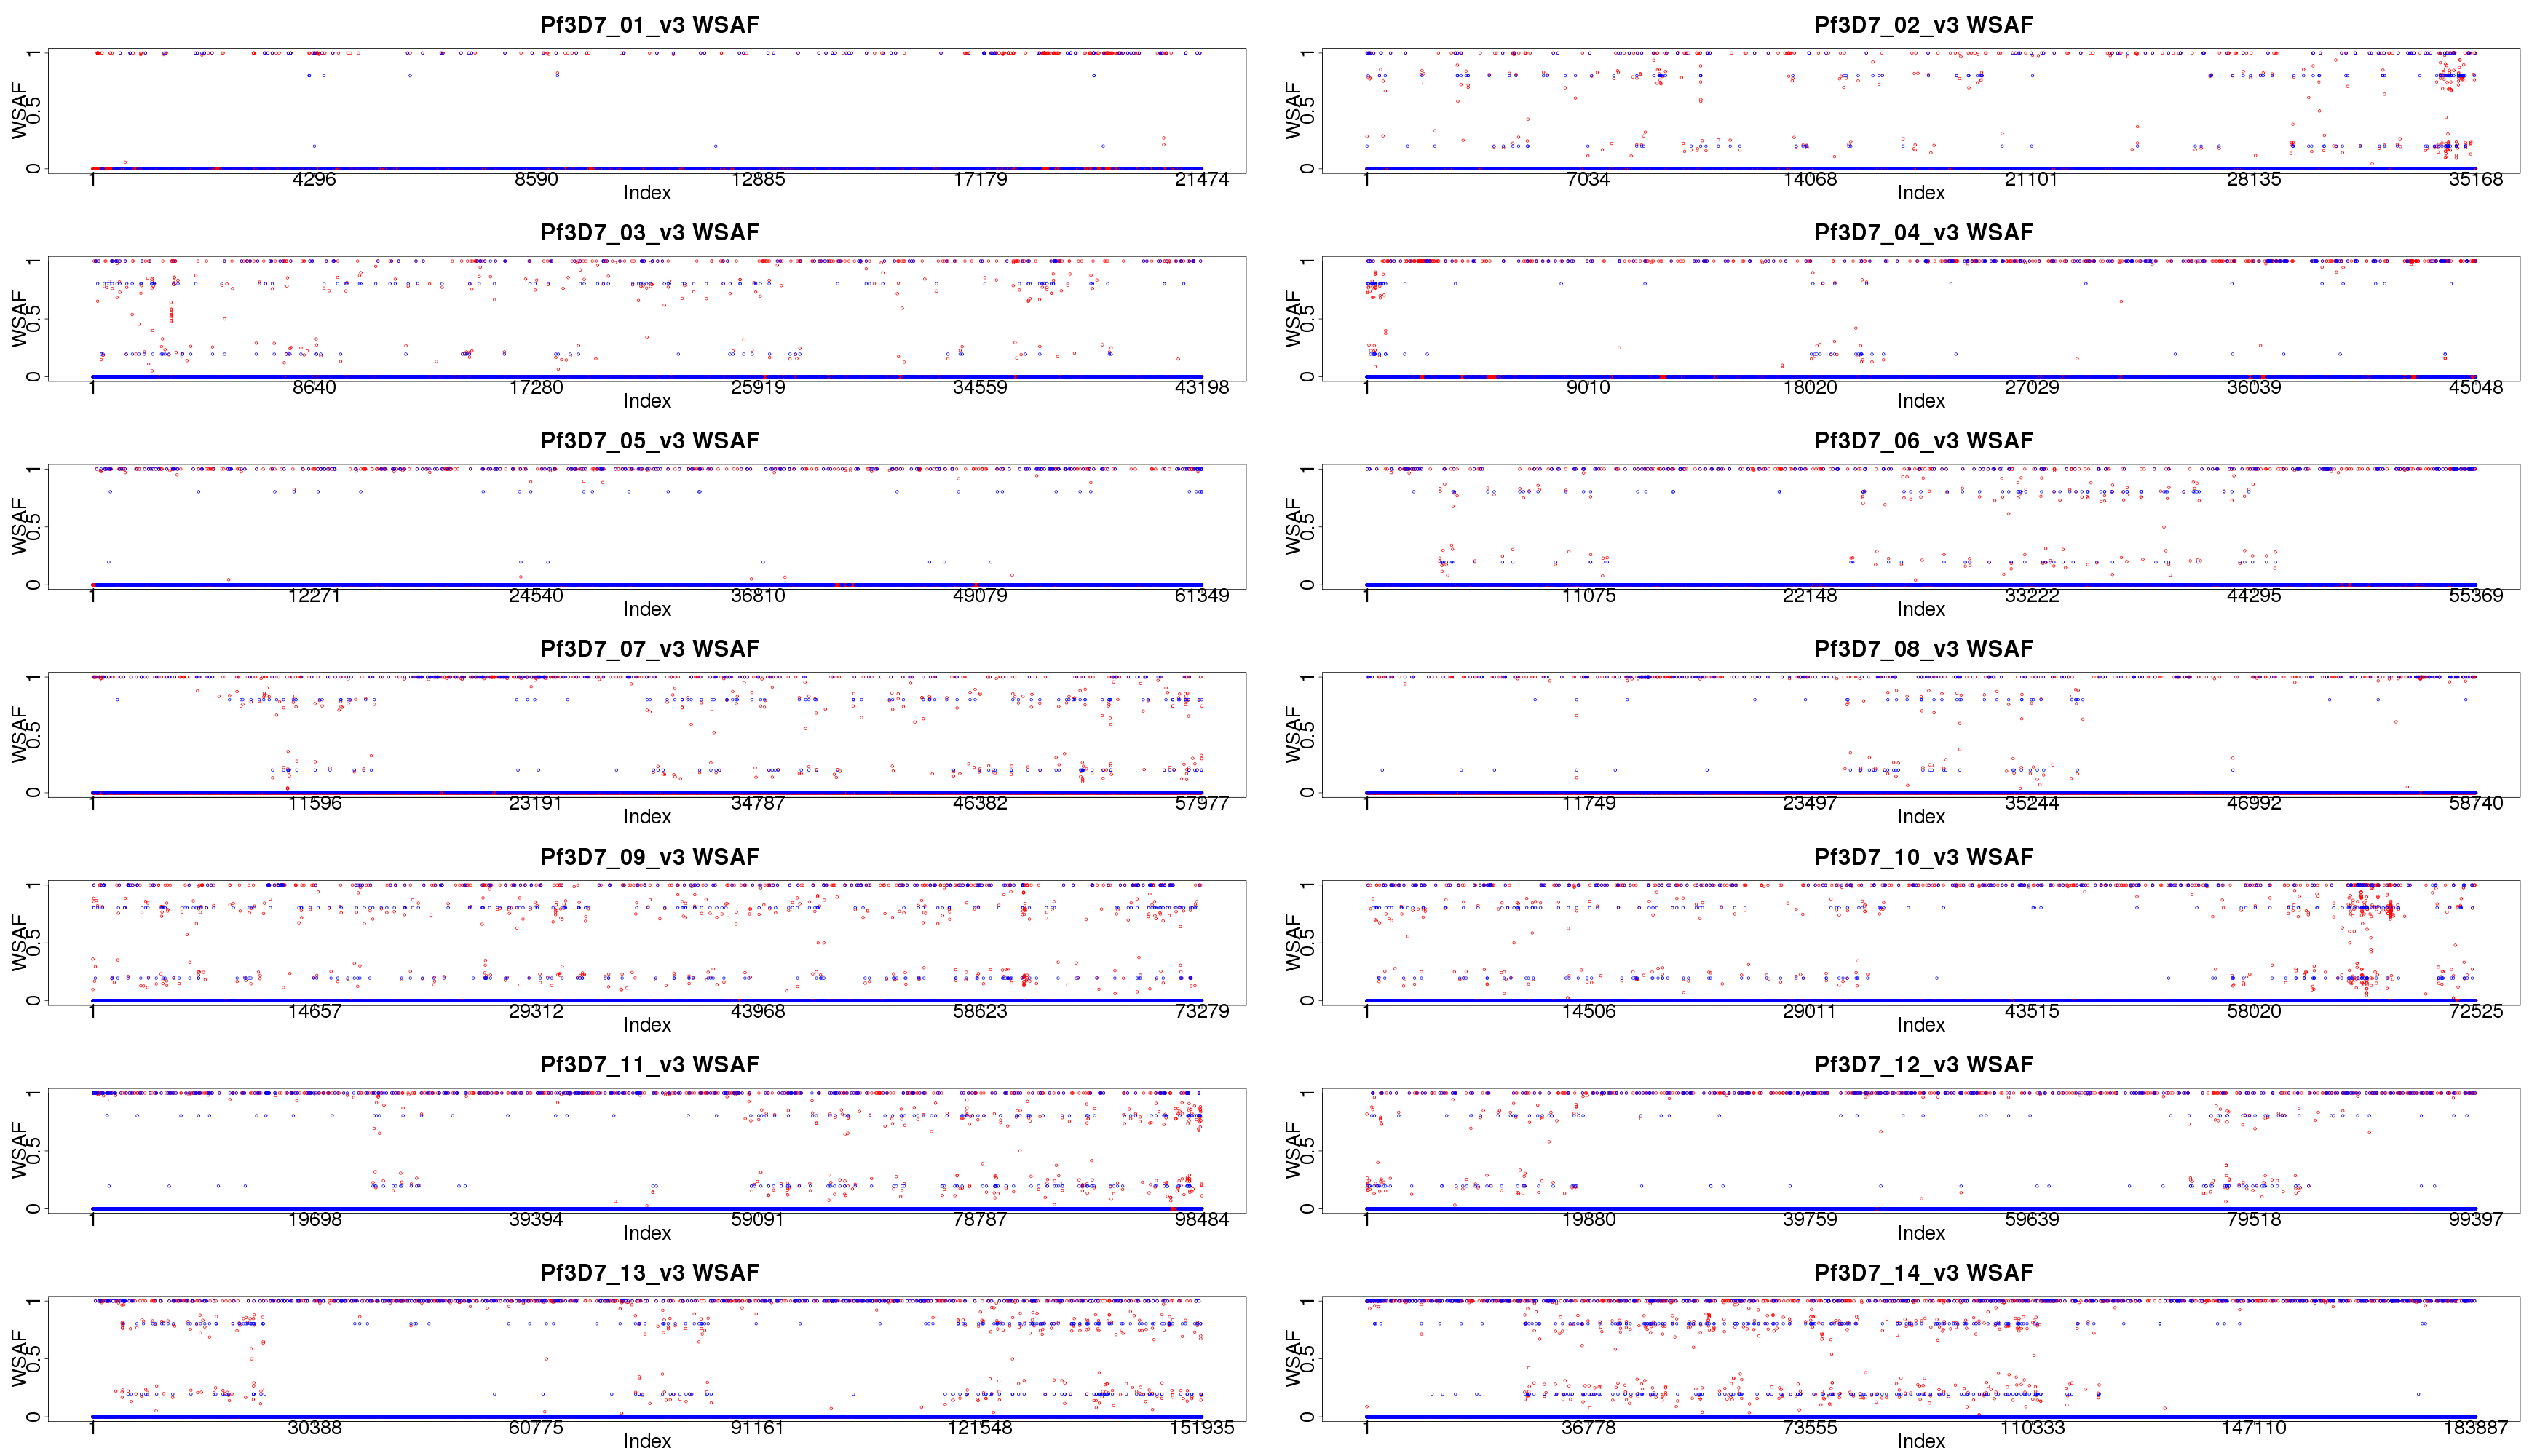 Pf3D7_01_v3 WSAF
WSAF
0 0.5 1
1 4296 8590 12885 17179 21474
Index
Pf3D7_02_v3 WSAF
WSAF
0 0.5 1
1 7034 14068 21101 28135 35168
Index
Pf3D7_03_v3 WSAF
WSAF
0 0.5 1
1 8640 17280 25919 34559 43198
Index
Pf3D7_04_v3 WSAF
WSAF
0 0.5 1
1 9010 18020 27029 36039 45048
Index
Pf3D7_05_v3 WSAF
WSAF
0 0.5 1
1 12271 24540 36810 49079 61349
Index
Pf3D7_06_v3 WSAF
WSAF
0 0.5 1
1 11075 22148 33222 44295 55369
Index
Pf3D7_07_v3 WSAF
WSAF
0 0.5 1
1 11596 23191 34787 46382 57977
Index
Pf3D7_08_v3 WSAF
WSAF
0 0.5 1
1 11749 23497 35244 46992 58740
Index
Pf3D7_09_v3 WSAF
WSAF
0 0.5 1
1 14657 29312 43968 58623 73279
Index
Pf3D7_10_v3 WSAF
WSAF
0 0.5 1
1 14506 29011 43515 58020 72525
Index
Pf3D7_11_v3 WSAF
WSAF
0 0.5 1
1 19698 39394 59091 78787 98484
Index
Pf3D7_12_v3 WSAF
WSAF
0 0.5 1
1 19880 39759 59639 79518 99397
Index
Pf3D7_13_v3 WSAF
WSAF
0 0.5 1
1 30388 60775 91161 121548 151935
Index
Pf3D7_14_v3 WSAF
WSAF
0 0.5 1
1 36778 73555 110333 147110 183887
Index